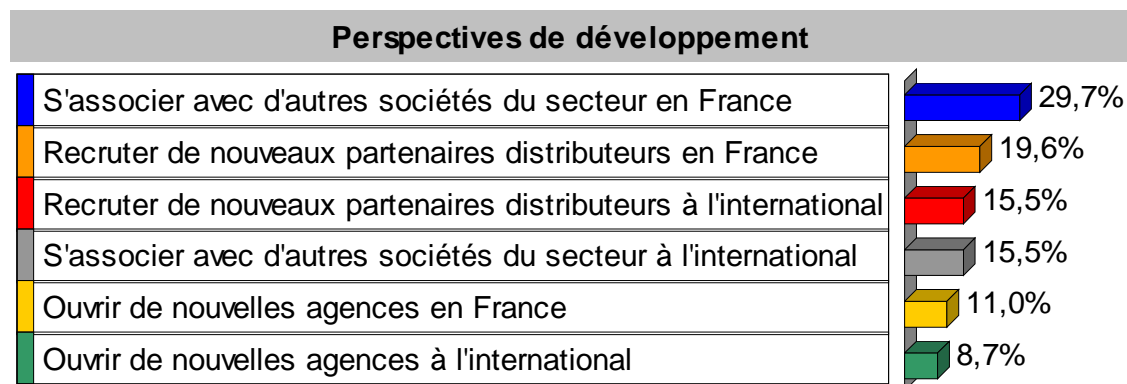 Perspectives de développement
S'associer avec d'autres sociétés du secteur en France 29,7%
Recruter de nouveaux partenaires distributeurs en France 19,6%
Recruter de nouveaux partenaires distributeurs à l'international 15,5%
S'associer avec d'autres sociétés du secteur à l'international 15,5%
Ouvrir de nouvelles agences en France 11,0%
Ouvrir de nouvelles agences à l'international 8,7%